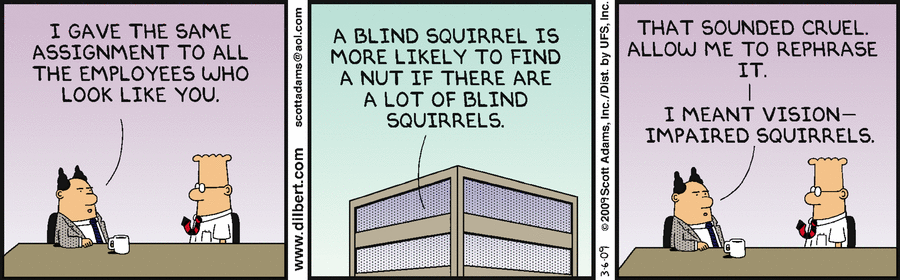 I GAVE THE SAME
ASSIGNMENT TO ALL
THE EMPLOYEES WHO
LOOK LIKE YOU.
www.dilbert.com scottadams@aol.com
A BLIND SQUIRREL IS
MORE LIKELY TO FIND
A NUT IF THERE ARE
A LOT OF BLIND
SQUIRRELS.
3-6-09 ©2009 Scott Adams, Inc./Dist. by UFS, Inc.
THAT SOUNDED CRUEL.
ALLOW ME TO REPHRASE
IT.
I MEANT VISION-
IMPAIRED SQUIRRELS.